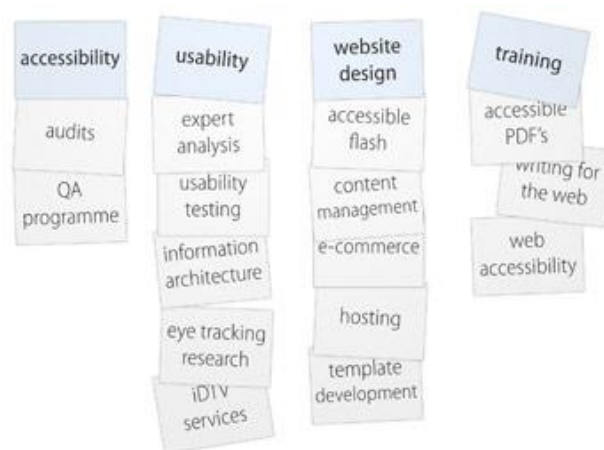 accessibility
audits
QA
programme
usability
expert
analysis
usability
testing
information
architecture
eye tracking
research
iDTV
services
website
design
accessible
flash
content
management
e-commerce
hosting
template
development
training
accessible
PDF's
writing for
the web
web
accessibility